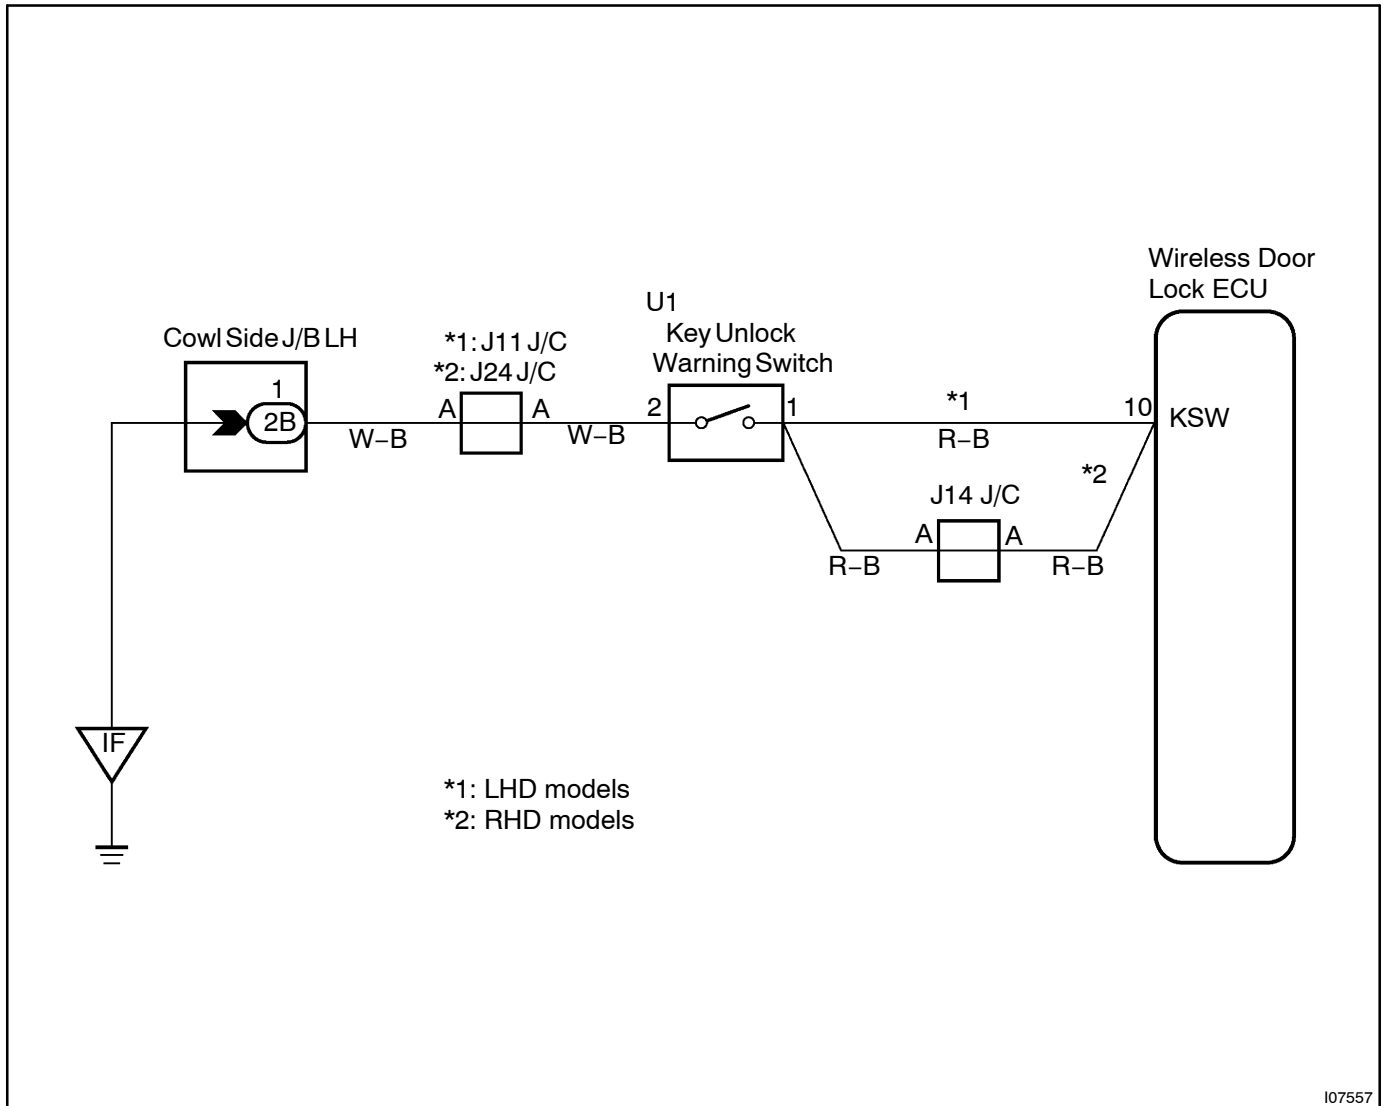 Wireless Door
Lock ECU
U1
Key Unlock
Warning Switch
Cowl Side J/B LH
*1: J11 J/C
*2: J24 J/C
1
2B
W–B
A
A
W–B
2
1
*1
R–B
10
KSW
*2
J14 J/C
A
A
R–B
R–B
IF
*1: LHD models
*2: RHD models
I07557